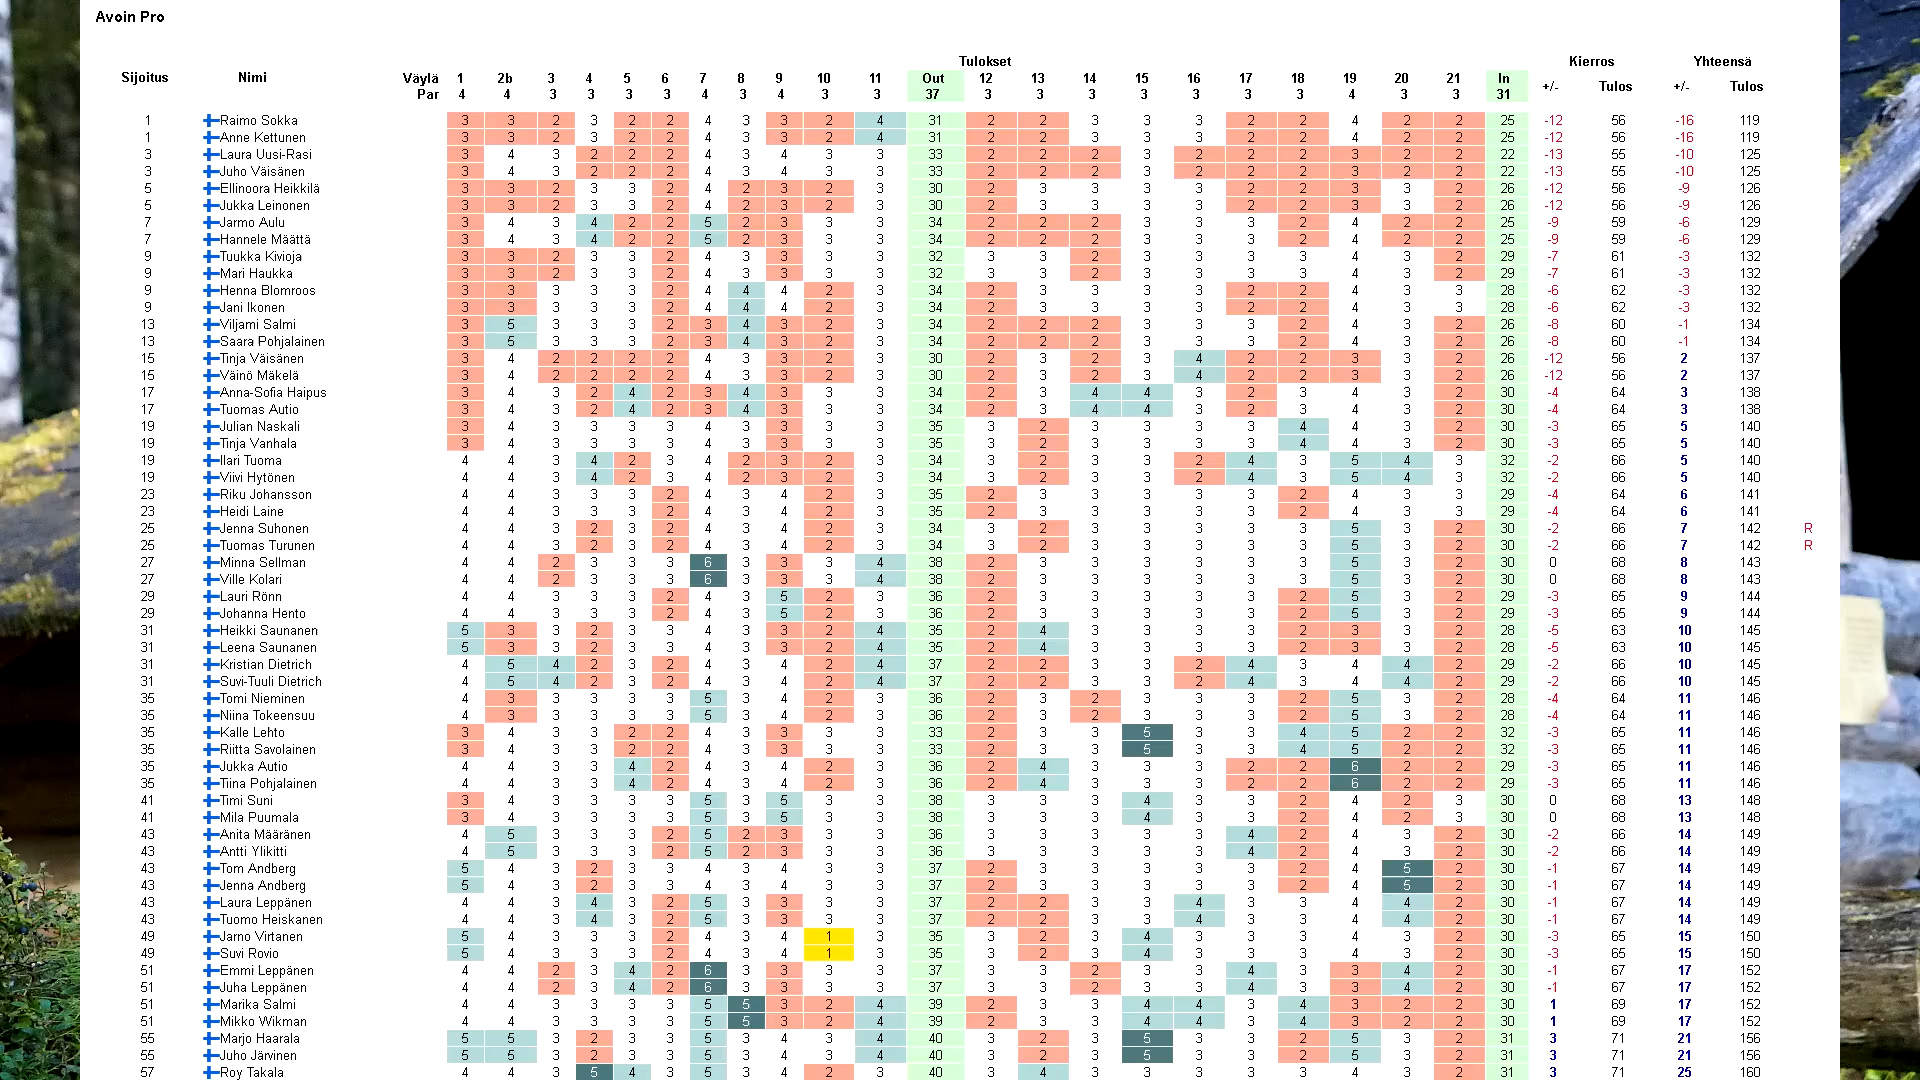 Avoin Pro
Tulokset Kierros Yhteensä
Sijoitus Nimi Väylä 1 2b 3 4 5 6 7 8 9 10 11 Out 12 13 14 15 16 17 18 19 20 21 In +/- Tulos +/- Tulos
Par 4 4 3 3 3 3 4 3 4 3 3 37 3 3 3 3 3 3 3 4 3 3 31
1 Raimo Sokka 3 3 2 3 2 2 4 3 3 2 4 31 2 2 3 3 3 2 2 4 2 2 25 -12 56 -16 119
1 Anne Kettunen 3 3 2 3 2 2 4 3 3 2 4 31 2 2 3 3 3 2 2 4 2 2 25 -12 56 -16 119
3 Laura Uusi-Rasi 3 4 3 2 2 2 4 3 4 3 3 33 2 2 2 3 2 2 2 3 2 2 22 -13 55 -10 125
3 Juho Väisänen 3 4 3 2 2 2 4 3 4 3 3 33 2 2 2 3 2 2 2 3 2 2 22 -13 55 -10 125
5 Ellinoora Heikkilä 3 3 2 3 3 2 4 2 3 2 3 30 2 3 3 3 3 2 2 3 3 2 26 -12 56 -9 126
5 Jukka Leinonen 3 3 2 3 3 2 4 2 3 2 3 30 2 3 3 3 3 2 2 3 3 2 26 -12 56 -9 126
7 Jarmo Aulu 3 4 3 4 2 2 5 2 3 3 3 34 2 2 2 3 3 3 2 4 2 2 25 -9 59 -6 129
7 Hannele Määttä 3 4 3 4 2 2 5 2 3 3 3 34 2 2 2 3 3 3 2 4 2 2 25 -9 59 -6 129
9 Tuukka Kivioja 3 3 2 3 3 2 4 3 3 3 3 32 3 3 2 3 3 3 3 4 3 2 29 -7 61 -3 132
9 Mari Haukka 3 3 2 3 3 2 4 3 3 3 3 32 3 3 2 3 3 3 3 4 3 2 29 -7 61 -3 132
9 Henna Blomroos 3 3 3 3 3 2 4 4 4 2 3 34 2 3 3 3 3 2 2 4 3 3 28 -6 62 -3 132
9 Jani Ikonen 3 3 3 3 3 2 4 4 4 2 3 34 2 3 3 3 3 2 2 4 3 3 28 -6 62 -3 132
13 Viljami Salmi 3 5 3 3 3 2 3 4 3 2 3 34 2 2 2 3 3 3 2 4 3 2 26 -8 60 -1 134
13 Saara Pohjalainen 3 5 3 3 3 2 3 4 3 2 3 34 2 2 2 3 3 3 2 4 3 2 26 -8 60 -1 134
15 Tinja Väisänen 3 4 2 2 2 2 4 3 3 2 3 30 2 3 2 3 4 2 2 3 3 2 26 -12 56 2 137
15 Väinö Mäkelä 3 4 2 2 2 2 4 3 3 2 3 30 2 3 2 3 4 2 2 3 3 2 26 -12 56 2 137
17 Anna-Sofia Haipus 3 4 3 2 4 2 3 4 3 3 3 34 2 3 4 4 3 2 3 4 3 2 30 -4 64 3 138
17 Tuomas Autio 3 4 3 2 4 2 3 4 3 3 3 34 2 3 4 4 3 2 3 4 3 2 30 -4 64 3 138
19 Julian Naskali 3 4 3 3 3 3 4 3 3 3 3 35 3 2 3 3 3 3 4 4 3 2 30 -3 65 5 140
19 Tinja Vanhala 3 4 3 3 3 3 4 3 3 3 3 35 3 2 3 3 3 3 4 4 3 2 30 -3 65 5 140
19 Ilari Tuoma 4 4 3 4 2 3 4 2 3 2 3 34 3 2 3 3 2 4 3 5 4 3 32 -2 66 5 140
19 Viivi Hytönen 4 4 3 4 2 3 4 2 3 2 3 34 3 2 3 3 2 4 3 5 4 3 32 -2 66 5 140
23 Riku Johansson 4 4 3 3 3 2 4 3 4 2 3 35 2 3 3 3 3 3 2 4 3 3 29 -4 64 6 141
23 Heidi Laine 4 4 3 3 3 2 4 3 4 2 3 35 2 3 3 3 3 3 2 4 3 3 29 -4 64 6 141
25 Jenna Suhonen 4 4 3 2 3 2 4 3 4 2 3 34 3 2 3 3 3 3 3 5 3 2 30 -2 66 7 142 R
25 Tuomas Turunen 4 4 3 2 3 2 4 3 4 2 3 34 3 2 3 3 3 3 3 5 3 2 30 -2 66 7 142 R
27 Minna Sellman 4 4 2 3 3 3 6 3 3 3 4 38 2 3 3 3 3 3 3 5 3 2 30 0 68 8 143
27 Ville Kolari 4 4 2 3 3 3 6 3 3 3 4 38 2 3 3 3 3 3 3 5 3 2 30 0 68 8 143
29 Lauri Rönn 4 4 3 3 3 2 4 3 5 2 3 36 2 3 3 3 3 3 2 5 3 2 29 -3 65 9 144
29 Johanna Hento 4 4 3 3 3 2 4 3 5 2 3 36 2 3 3 3 3 3 2 5 3 2 29 -3 65 9 144
31 Heikki Saunanen 5 3 3 2 3 3 4 3 3 2 4 35 2 4 3 3 3 3 2 3 3 2 28 -5 63 10 145
31 Leena Saunanen 5 3 3 2 3 3 4 3 3 2 4 35 2 4 3 3 3 3 2 3 3 2 28 -5 63 10 145
31 Kristian Dietrich 4 5 4 2 3 2 4 3 4 2 4 37 2 2 3 3 2 4 3 4 4 2 29 -2 66 10 145
31 Suvi-Tuuli Dietrich 4 5 4 2 3 2 4 3 4 2 4 37 2 2 3 3 2 4 3 4 4 2 29 -2 66 10 145
35 Tomi Nieminen 4 3 3 3 3 3 5 3 4 2 3 36 2 3 2 3 3 3 2 5 3 2 28 -4 64 11 146
35 Niina Tokeensuu 4 3 3 3 3 3 5 3 4 2 3 36 2 3 2 3 3 3 2 5 3 2 28 -4 64 11 146
35 Kalle Lehto 3 4 3 3 2 2 4 3 3 3 3 33 2 3 3 5 3 3 4 5 2 2 32 -3 65 11 146
35 Riitta Savolainen 3 4 3 3 2 2 4 3 3 3 3 33 2 3 3 5 3 3 4 5 2 2 32 -3 65 11 146
35 Jukka Autio 4 4 3 3 4 2 4 3 4 2 3 36 2 4 3 3 3 2 2 6 2 2 29 -3 65 11 146
35 Tiina Pohjalainen 4 4 3 3 4 2 4 3 4 2 3 36 2 4 3 3 3 2 2 6 2 2 29 -3 65 11 146
41 Timi Suni 3 4 3 3 3 3 5 3 5 3 3 38 3 3 3 4 3 3 2 4 2 3 30 0 68 13 148
41 Mila Puumala 3 4 3 3 3 3 5 3 5 3 3 38 3 3 3 4 3 3 2 4 2 3 30 0 68 13 148
43 Anita Määränen 4 5 3 3 3 2 5 2 3 3 3 36 3 3 3 3 3 4 2 4 3 2 30 -2 66 14 149
43 Antti Ylikitti 4 5 3 3 3 2 5 2 3 3 3 36 3 3 3 3 3 4 2 4 3 2 30 -2 66 14 149
43 Tom Andberg 5 4 3 2 3 3 4 3 4 3 3 37 2 3 3 3 3 3 2 4 5 2 30 -1 67 14 149
43 Jenna Andberg 5 4 3 2 3 3 4 3 4 3 3 37 2 3 3 3 3 3 2 4 5 2 30 -1 67 14 149
43 Laura Leppänen 4 4 3 4 3 2 5 3 3 3 3 37 2 2 3 3 4 3 3 4 4 2 30 -1 67 14 149
43 Tuomo Heiskanen 4 4 3 4 3 2 5 3 3 3 3 37 2 2 3 3 4 3 3 4 4 2 30 -1 67 14 149
49 Jarno Virtanen 5 4 3 3 3 2 4 3 4 1 3 35 3 2 3 4 3 3 3 4 3 2 30 -3 65 15 150
49 Suvi Rovio 5 4 3 3 3 2 4 3 4 1 3 35 3 2 3 4 3 3 3 4 3 2 30 -3 65 15 150
51 Emmi Leppänen 4 4 2 3 4 2 6 3 3 3 3 37 3 3 2 3 3 4 3 3 4 2 30 -1 67 17 152
51 Juha Leppänen 4 4 2 3 4 2 6 3 3 3 3 37 3 3 2 3 3 4 3 3 4 2 30 -1 67 17 152
51 Marika Salmi 4 4 3 3 3 3 5 5 3 2 4 39 2 3 3 4 4 3 4 3 2 2 30 1 69 17 152
51 Mikko Wikman 4 4 3 3 3 3 5 5 3 2 4 39 2 3 3 4 4 3 4 3 2 2 30 1 69 17 152
55 Marjo Haarala 5 5 3 2 3 3 5 3 4 3 4 40 3 2 3 5 3 3 2 5 3 2 31 3 71 21 156
55 Juho Järvinen 5 5 3 2 3 3 5 3 4 3 4 40 3 2 3 5 3 3 2 5 3 2 31 3 71 21 156
57 Roy Takala 4 4 3 5 4 3 5 3 4 2 3 40 3 4 3 3 3 3 3 4 3 2 31 3 71 25 160